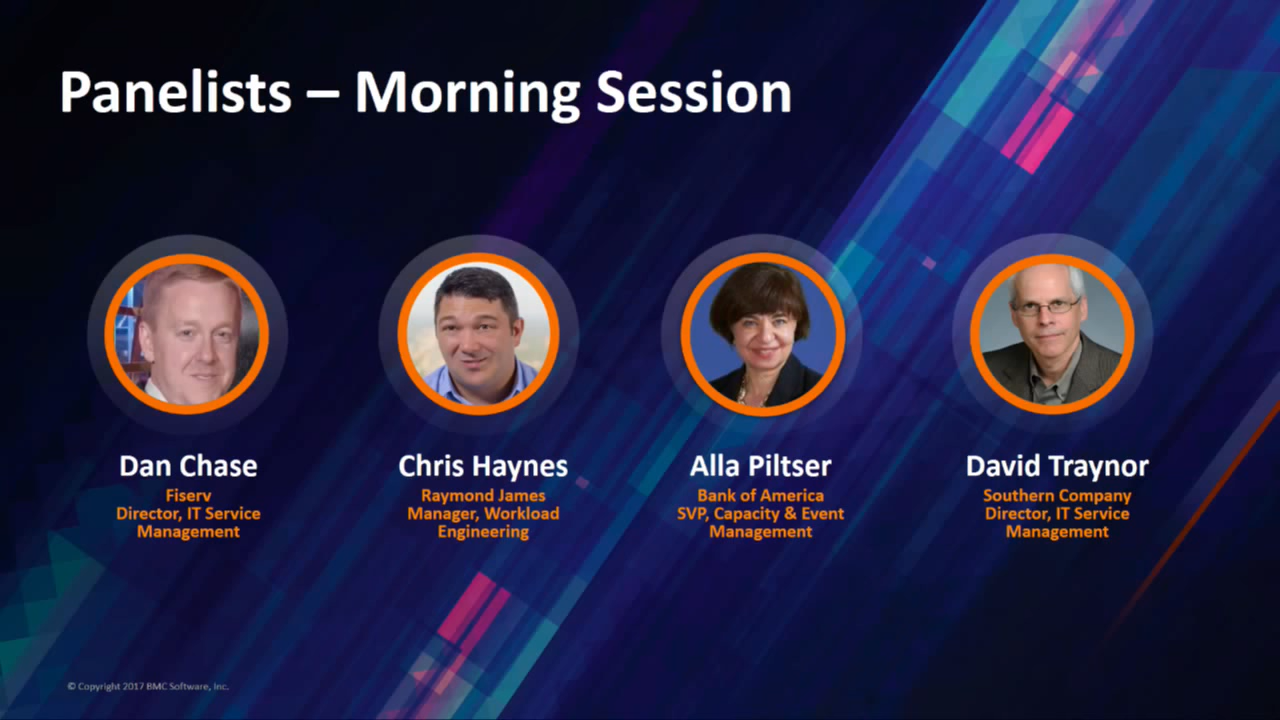 Panelists – Morning Session
Dan Chase
Fiserv
Director, IT Service
Management
Chris Haynes
Raymond James
Manager, Workload
Engineering
Alla Piltser
Bank of America
SVP, Capacity & Event
Management
David Traynor
Southern Company
Director, IT Service
Management
© Copyright 2017 BMC Software, Inc.